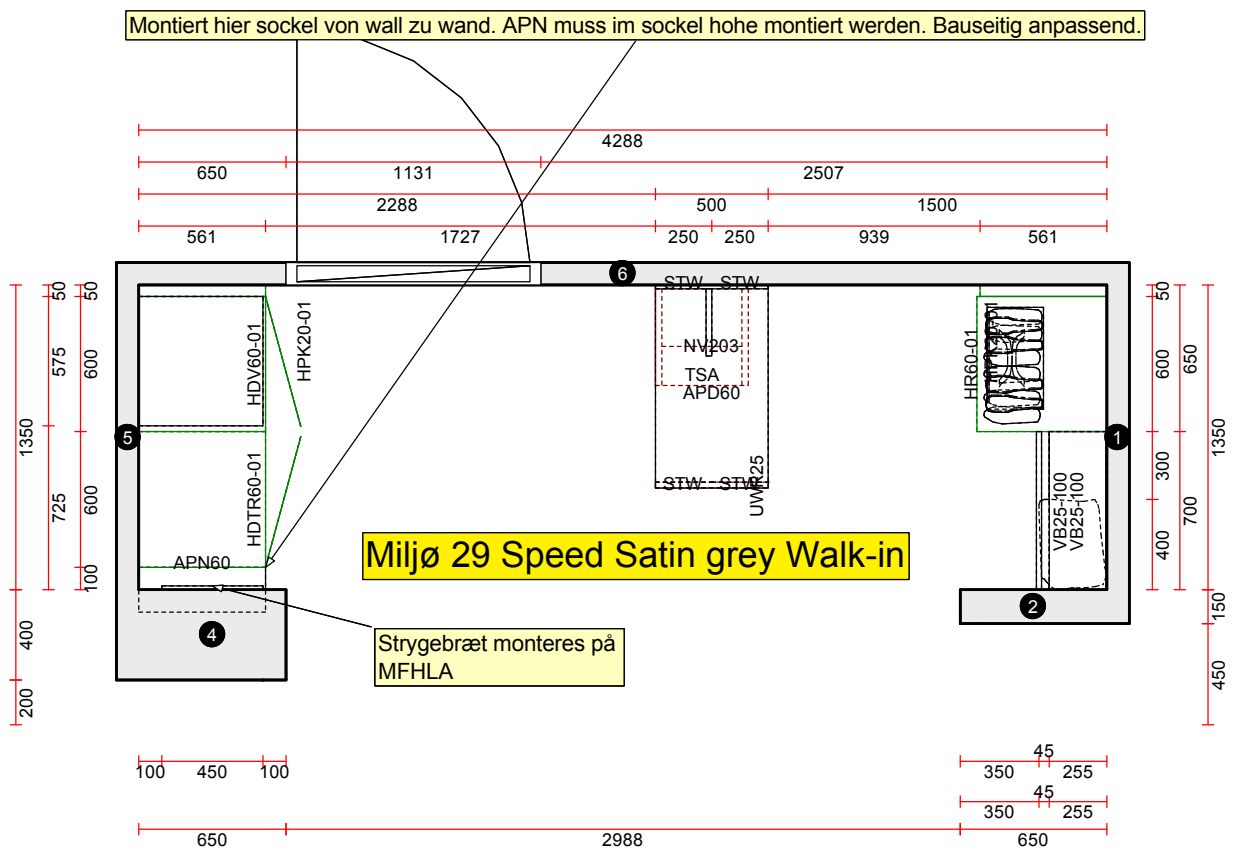 Montiert hier sockel von wall zu wand. APN muss im sockel hohe montiert werden. Bauseitig anpassend.
4288
650 1131 2507
2288 500 1500
561 1727 250 250 939 561
6
50 50 STW STW 50
575 600 HDV60-01 HPK20-01 NV203 HR60-01 600 650
TSA
APD60
1350 5 1 1350
725 600 HDTR60-01 STW STW UWR25 VB25-100 VB25-100 300 700
400
Miljø 29 Speed Satin grey Walk-in
100 APN60
2 150
400 4
Strygebræt monteres på
MFHLA
200 450
100 450 100 350 45 255
350 45 255
650 2988 650